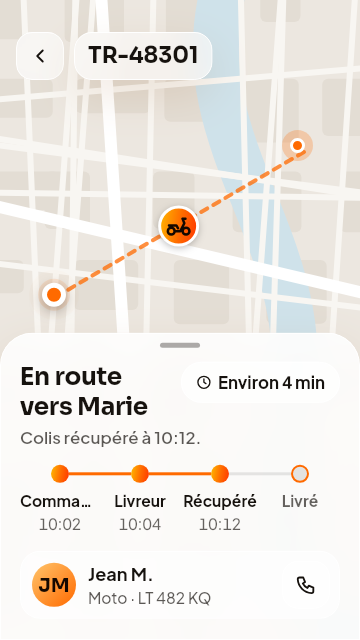 TR-48301
En route
vers Marie
Environ 4 min
Colis récupéré à 10:12.
Comma... Livreur Récupéré Livré
10:02 10:04 10:12
JM
Jean M.
Moto · LT 482 KQ